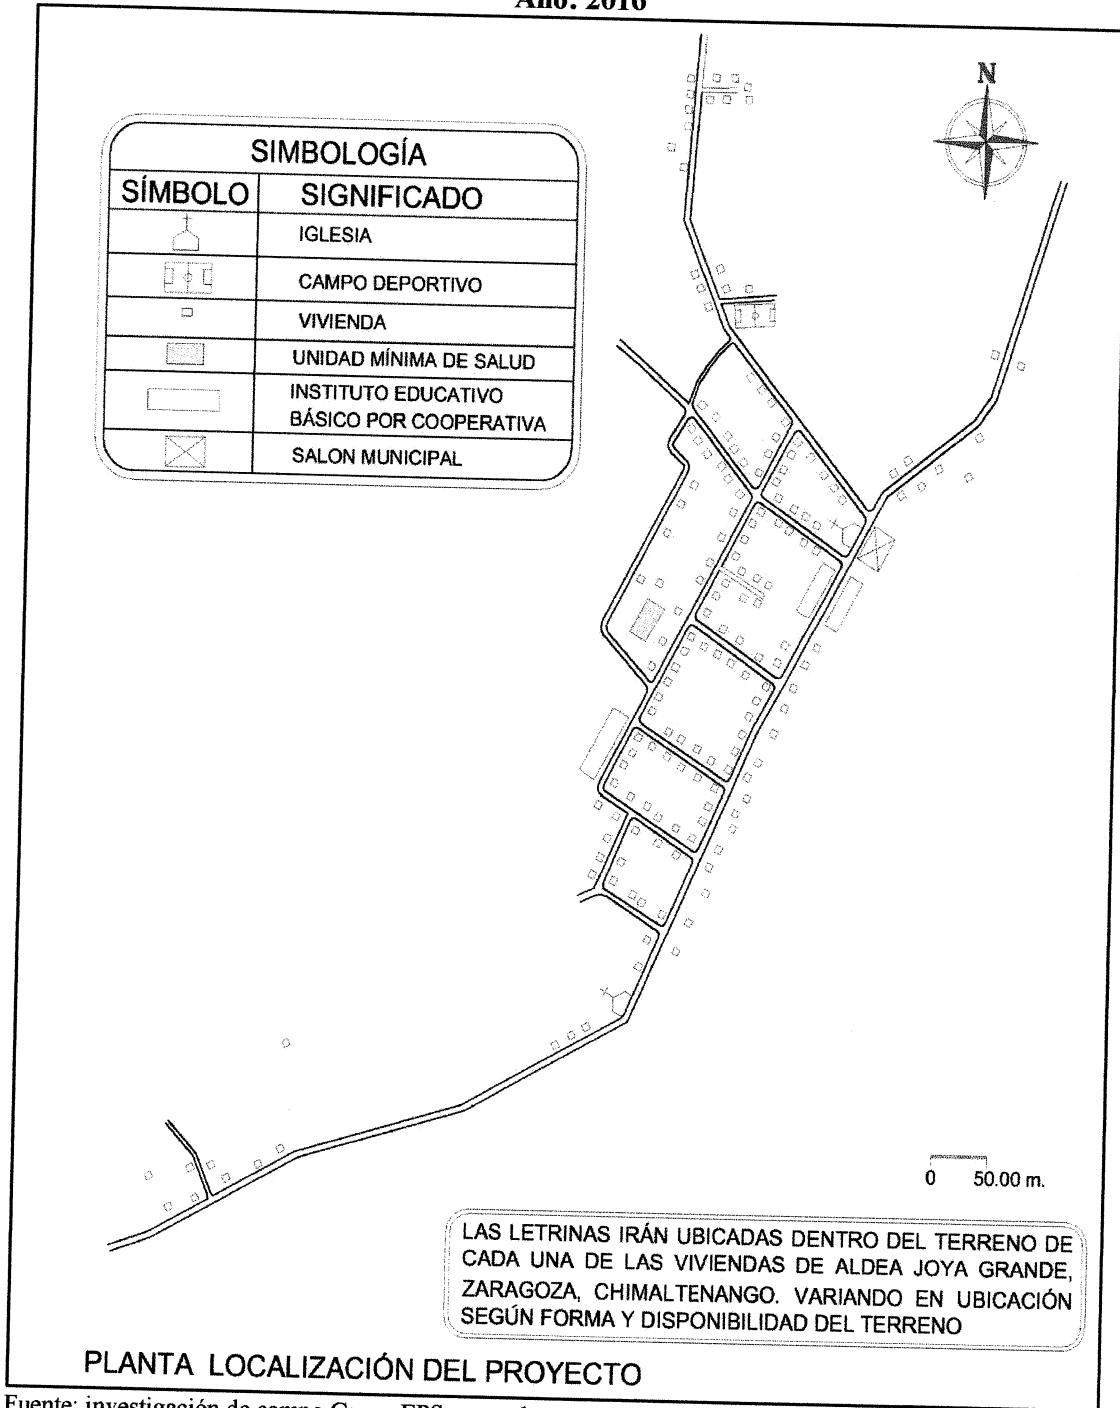 Año: 2016
N
SIMBOLOGÍA
SÍMBOLO SIGNIFICADO
IGLESIA
CAMPO DEPORTIVO
VIVIENDA
UNIDAD MÍNIMA DE SALUD
INSTITUTO EDUCATIVO
BÁSICO POR COOPERATIVA
SALON MUNICIPAL
0 50.00 m.
LAS LETRINAS IRÁN UBICADAS DENTRO DEL TERRENO DE
CADA UNA DE LAS VIVIENDAS DE ALDEA JOYA GRANDE,
ZARAGOZA, CHIMALTENANGO. VARIANDO EN UBICACIÓN
SEGÚN FORMA Y DISPONIBILIDAD DEL TERRENO
PLANTA LOCALIZACIÓN DEL PROYECTO
Fuente: investigación de campo Grupo EPS